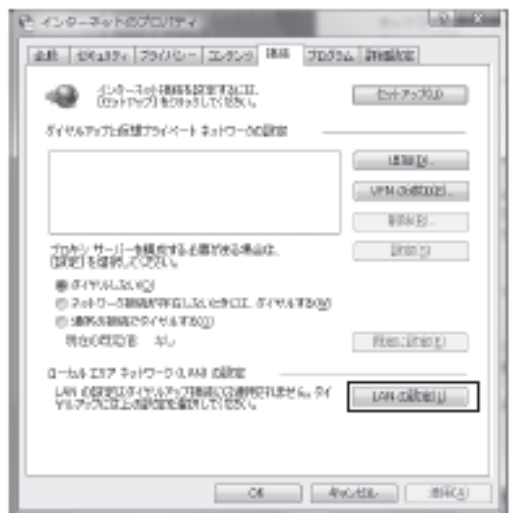 インターネットのプロパティ
全般 セキュリティ プライバシー コンテンツ 接続 プログラム 詳細設定
インターネット接続を設定するには、
[セットアップ] をクリックしてください。
セットアップ(U)
ダイヤルアップと仮想プライベート ネットワークの設定
追加(D)...
VPN の追加(P)...
削除(R)...
プロキシ サーバーを構成する必要がある場合は、
[設定] を選択してください。
設定(S)
ダイヤルしない(C)
ネットワーク接続が存在しないときには、ダイヤルする(W)
通常の接続でダイヤルする(O)
現在の既定値 なし
既定に設定(E)
ローカル エリア ネットワーク (LAN) の設定
LAN の設定はダイヤルアップ接続には適用されません。ダイ
ヤルアップには上の設定を選択してください。
LAN の設定(L)
OK キャンセル 適用(A)